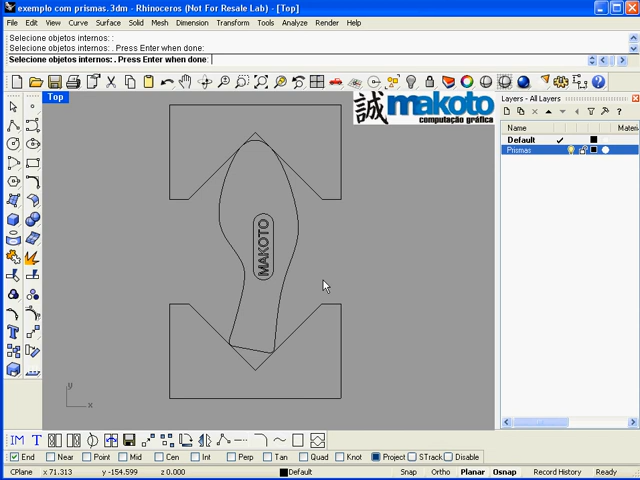 exemplo com prismas.3dm - Rhinoceros (Not For Resale Lab) - [Top]
File Edit View Curve Surface Solid Mesh Dimension Transform Tools Analyze Render Help
Selecione objetos internos: :
Selecione objetos internos: . Press Enter when done:
Selecione objetos internos: . Press Enter when done:
Top
誠 makoto
computação gráfica
Layers - All Layers
Name Materi
Default
Prismas
MAKOTO
y
x
IM T
End Near Point Mid Cen Int Perp Tan Quad Knot Project STrack Disable
CPlane x 71.313 y -154.599 z 0.000 Default Snap Ortho Planar Osnap Record History Ready